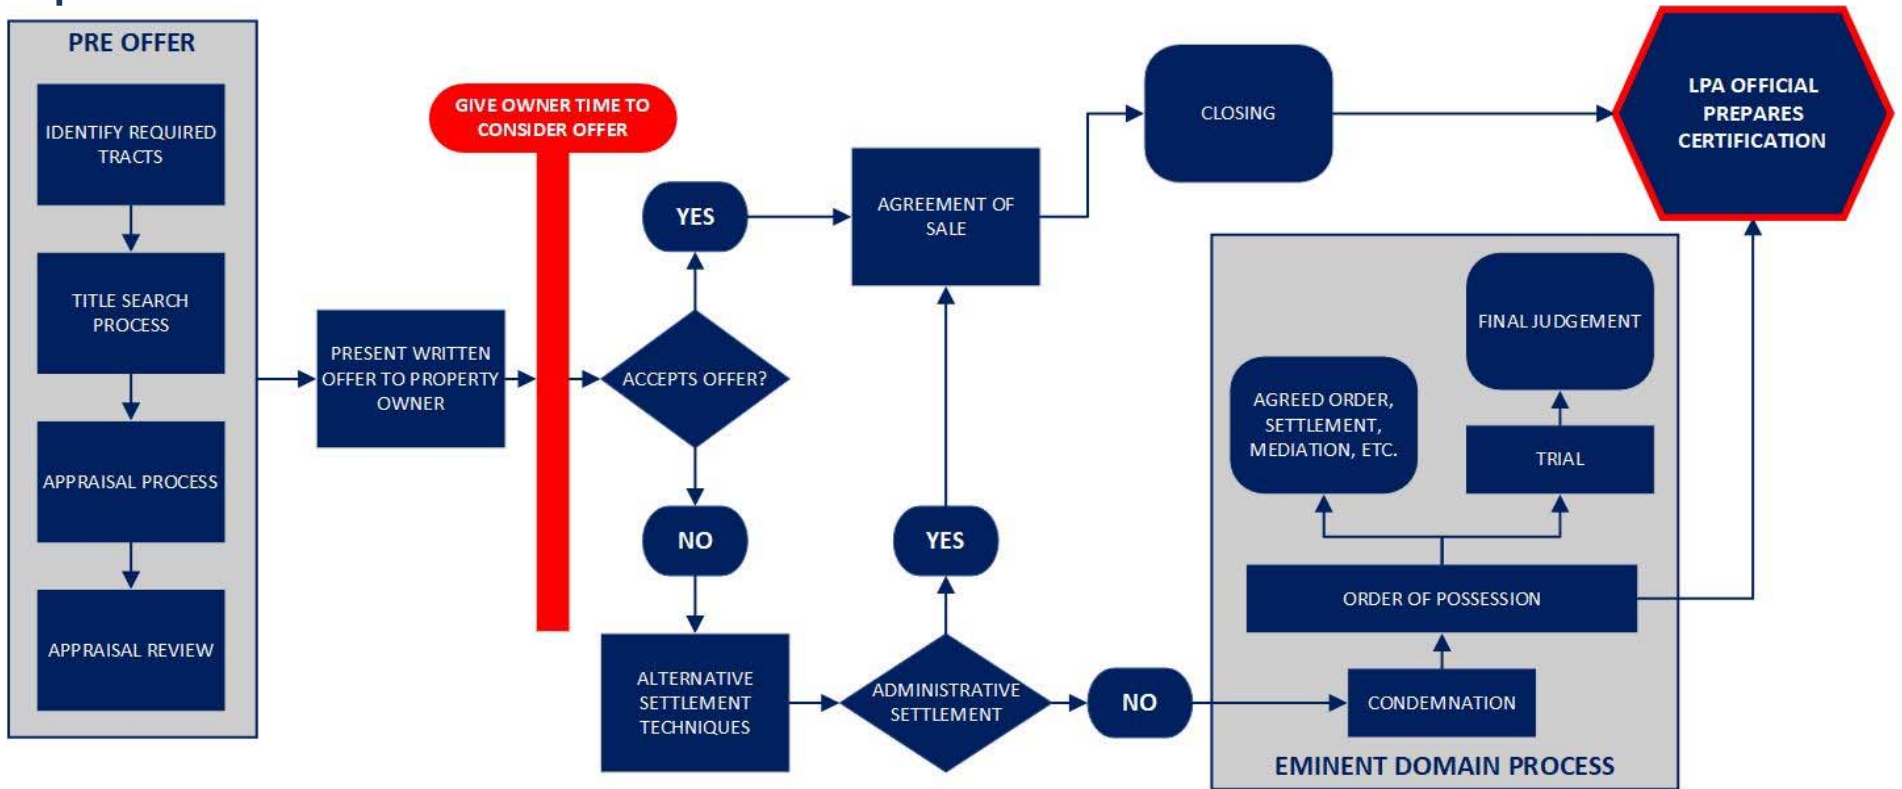 PRE OFFER
IDENTIFY REQUIRED
TRACTS
TITLE SEARCH
PROCESS
APPRAISAL PROCESS
APPRAISAL REVIEW
PRESENT WRITTEN
OFFER TO PROPERTY
OWNER
GIVE OWNER TIME TO
CONSIDER OFFER
ACCEPTS OFFER?
YES
NO
ALTERNATIVE
SETTLEMENT
TECHNIQUES
ADMINISTRATIVE
SETTLEMENT
YES
AGREEMENT OF
SALE
CLOSING
NO
CONDEMNATION
ORDER OF POSSESSION
AGREED ORDER,
SETTLEMENT,
MEDIATION, ETC.
TRIAL
FINAL JUDGEMENT
EMINENT DOMAIN PROCESS
LPA OFFICIAL
PREPARES
CERTIFICATION